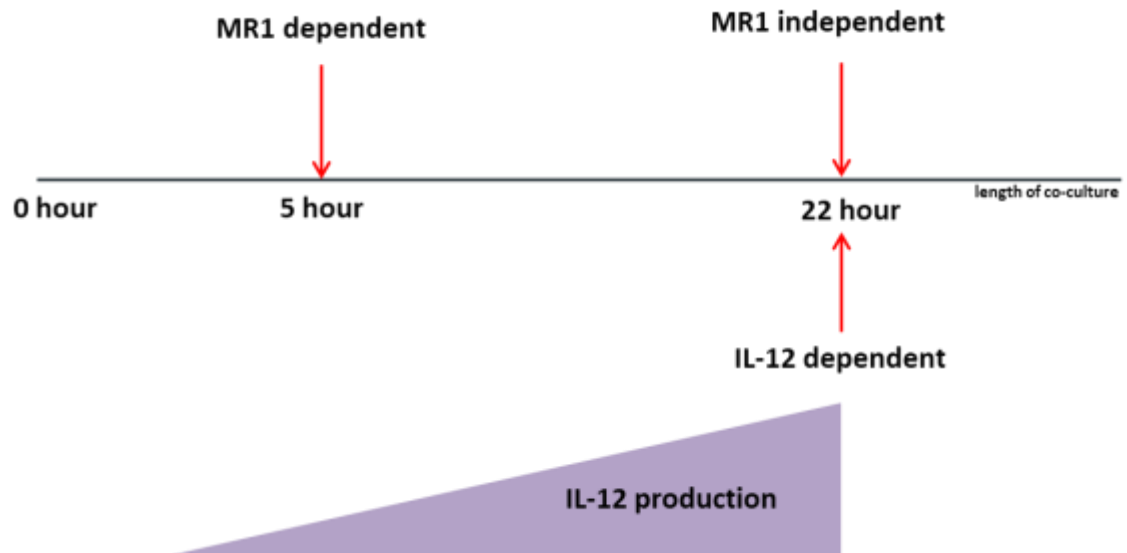 MR1 dependent
MR1 independent
length of co-culture
0 hour
5 hour
22 hour
IL-12 dependent
IL-12 production